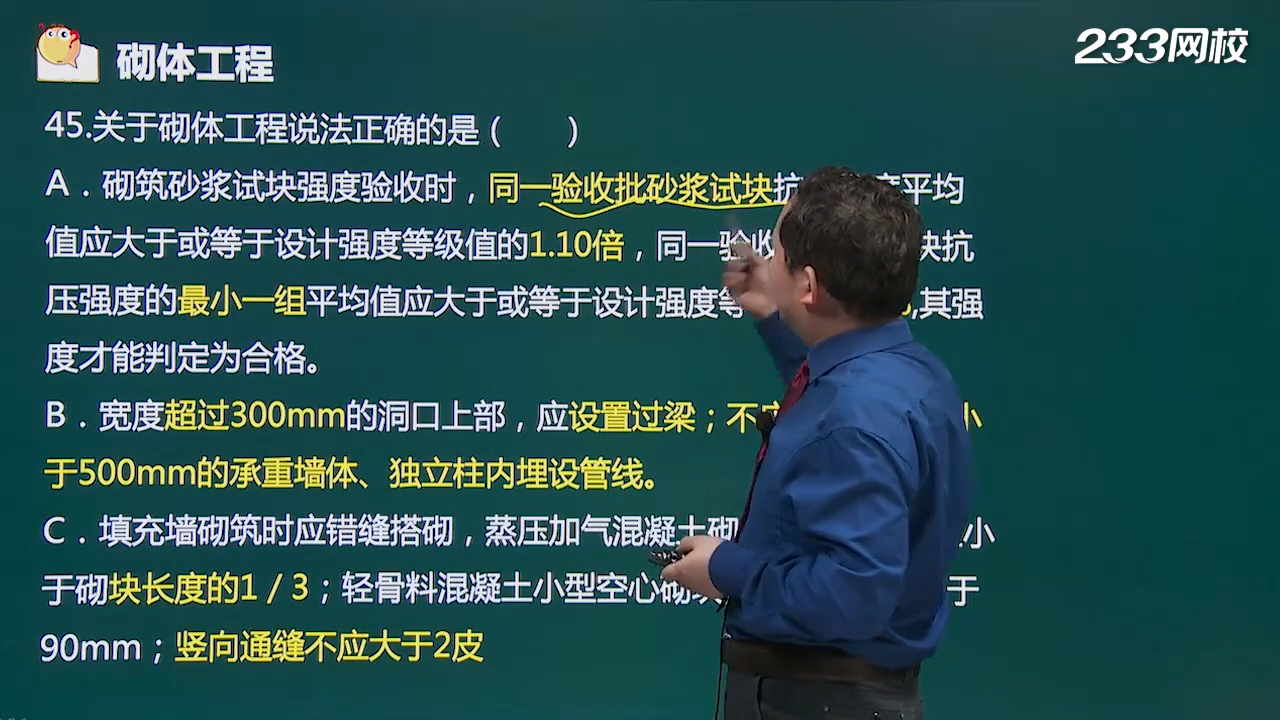 233网校
砌体工程
45.关于砌体工程说法正确的是（　　）
A．砌筑砂浆试块强度验收时，同一验收批砂浆试块抗 平均
值应大于或等于设计强度等级值的1.10倍，同一验收 块抗
压强度的最小一组平均值应大于或等于设计强度等 ,其强
度才能判定为合格。
B．宽度超过300mm的洞口上部，应设置过梁；不 小
于500mm的承重墙体、独立柱内埋设管线。
C．填充墙砌筑时应错缝搭砌，蒸压加气混凝土砌 小
于砌块长度的1／3；轻骨料混凝土小型空心砌块 于
90mm；竖向通缝不应大于2皮